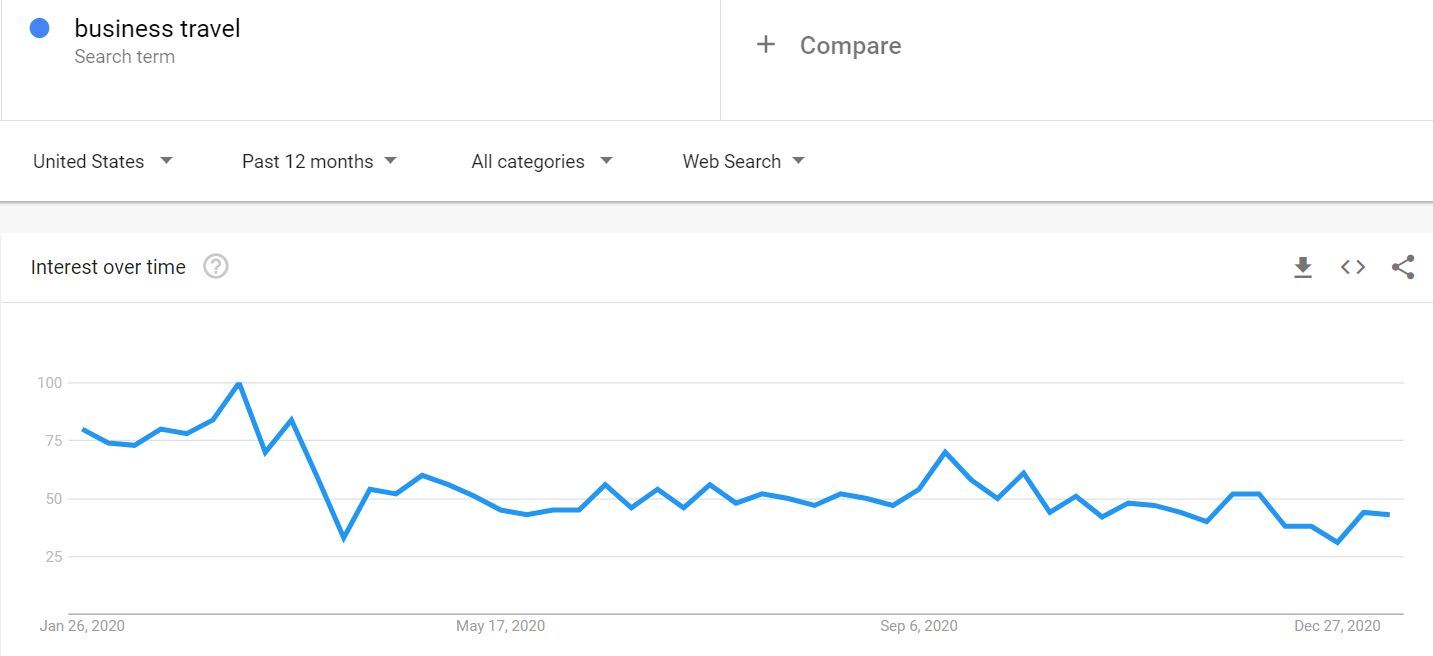 business travel
Search term
+ Compare
United States
Past 12 months
All categories
Web Search
Interest over time ?
100
75
50
25
Jan 26, 2020
May 17, 2020
Sep 6, 2020
Dec 27, 2020